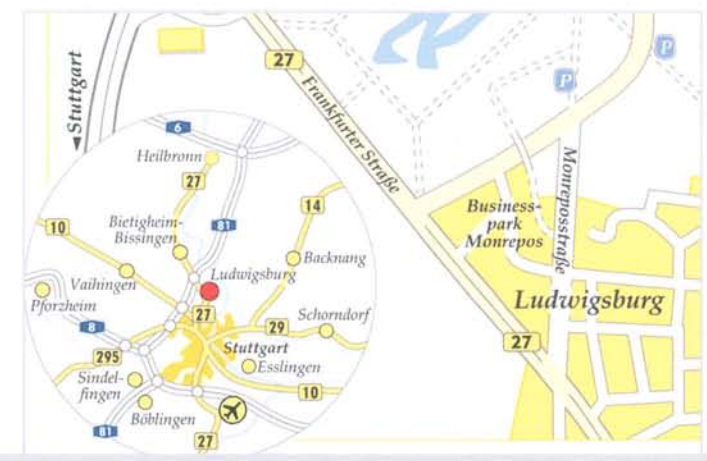 ◄Stuttgart
27
Frankfurter Straße
P
P
Monreposstraße
Business-
park
Monrepos
Ludwigsburg
27
6
Heilbronn
27
14
81
10
Bietigheim-
Bissingen
Backnang
Vaihingen
Ludwigsburg
Pforzheim
27
Schorndorf
8
29
295
Stuttgart
Esslingen
Sindel-
fingen
10
Böblingen
81
27